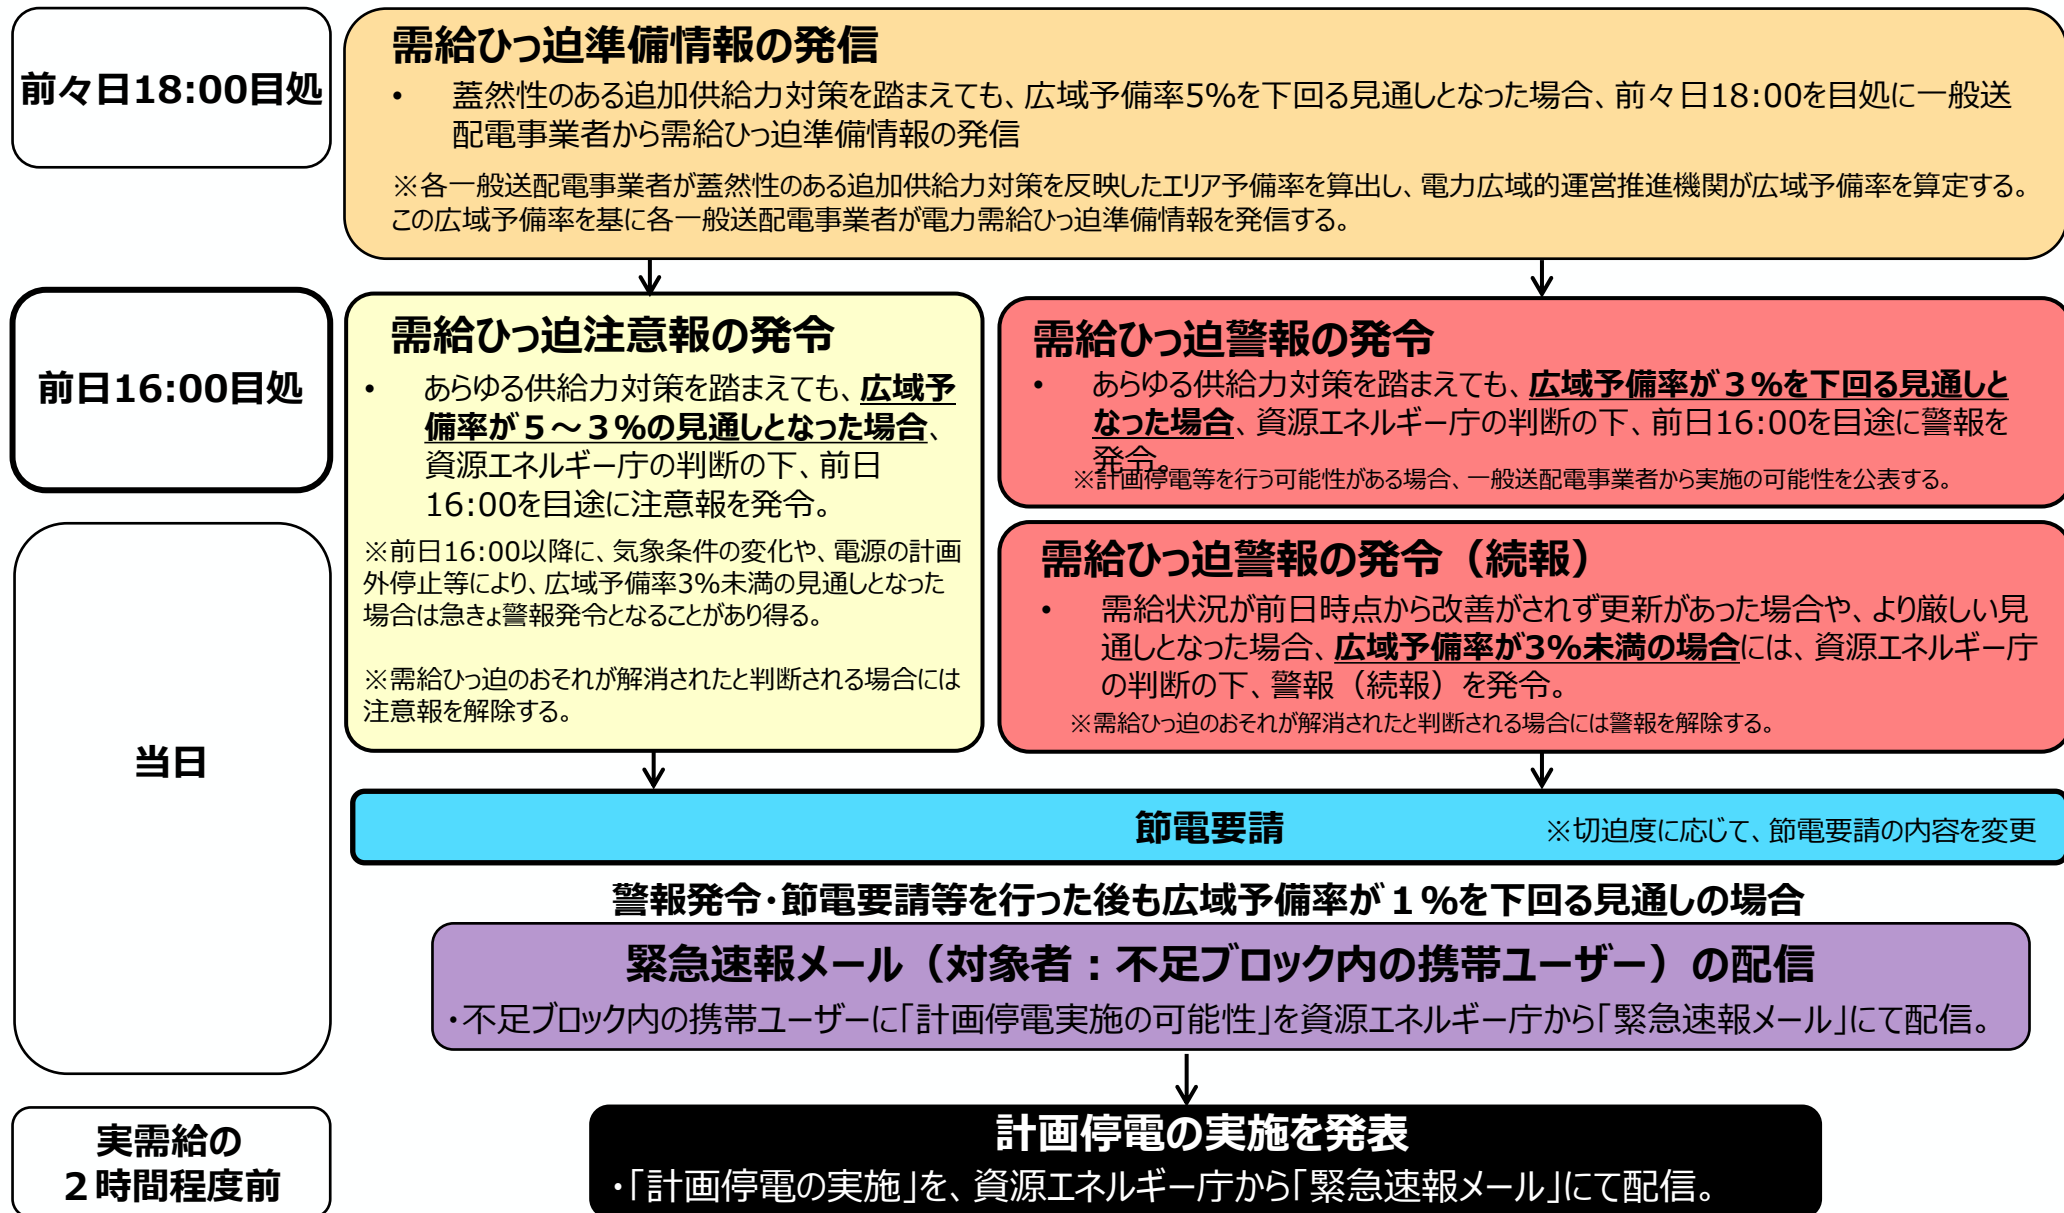 前々日18:00目処
需給ひっ迫準備情報の発信
• 蓋然性のある追加供給力対策を踏まえても、広域予備率5%を下回る見通しとなった場合、前々日18:00を目処に一般送
配電事業者から需給ひっ迫準備情報の発信
※各一般送配電事業者が蓋然性のある追加供給力対策を反映したエリア予備率を算出し、電力広域的運営推進機関が広域予備率を算定する。
この広域予備率を基に各一般送配電事業者が電力需給ひっ迫準備情報を発信する。
前日16:00目処
需給ひっ迫注意報の発令
• あらゆる供給力対策を踏まえても、広域予
備率が5~3%の見通しとなった場合、
資源エネルギー庁の判断の下、前日
16:00を目途に注意報を発令。
※前日16:00以降に、気象条件の変化や、電源の計画
外停止等により、広域予備率3%未満の見通しとなった
場合は急きょ警報発令となることがあり得る。
※需給ひっ迫のおそれが解消されたと判断される場合には
注意報を解除する。
需給ひっ迫警報の発令
• あらゆる供給力対策を踏まえても、広域予備率が3%を下回る見通しと
なった場合、資源エネルギー庁の判断の下、前日16:00を目途に警報を
発令。
※計画停電等を行う可能性がある場合、一般送配電事業者から実施の可能性を公表する。
当日
需給ひっ迫警報の発令(続報)
• 需給状況が前日時点から改善がされず更新があった場合や、より厳しい見
通しとなった場合、広域予備率が3%未満の場合には、資源エネルギー庁
の判断の下、警報(続報)を発令。
※需給ひっ迫のおそれが解消されたと判断される場合には警報を解除する。
節電要請 ※切迫度に応じて、節電要請の内容を変更
警報発令・節電要請等を行った後も広域予備率が1%を下回る見通しの場合
緊急速報メール(対象者:不足ブロック内の携帯ユーザー)の配信
・不足ブロック内の携帯ユーザーに「計画停電実施の可能性」を資源エネルギー庁から「緊急速報メール」にて配信。
実需給の
2時間程度前
計画停電の実施を発表
・「計画停電の実施」を、資源エネルギー庁から「緊急速報メール」にて配信。